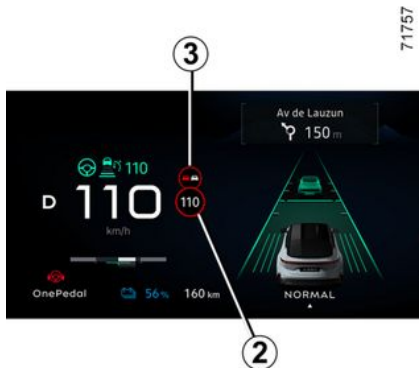 71757
3
Av de Lauzun
150 m
110
D 110 110
km/h
OnePedal 56% 160 km NORMAL
2